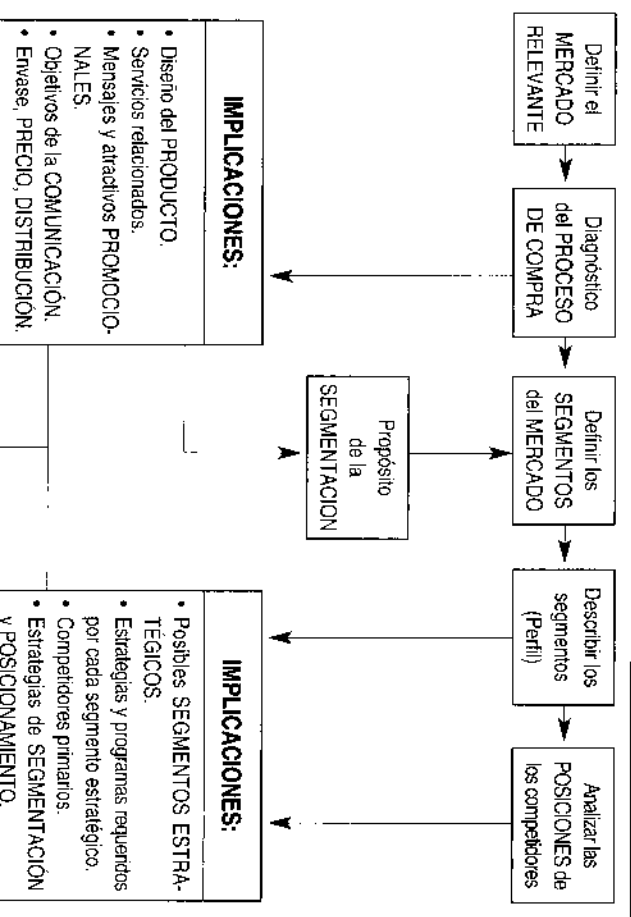 Definir el
MERCADO
RELEVANTE
Diagnóstico
del PROCESO
DE COMPRA
Definir los
SEGMENTOS
del MERCADO
Describir los
segmentos
(Perfil)
Analizar las
POSICIONES de
los competidores
Propósito
de la
SEGMENTACION
IMPLICACIONES:
• Diseño del PRODUCTO.
• Servicios relacionados.
• Mensajes y atractivos PROMOCIO-
NALES.
• Objetivos de la COMUNICACIÓN.
• Envase, PRECIO, DISTRIBUCIÓN.
IMPLICACIONES:
• Posibles SEGMENTOS ESTRA-
TÉGICOS.
• Estrategias y programas requeridos
por cada segmento estratégico.
• Competidores primarios.
• Estrategias de SEGMENTACIÓN
y POSICIONAMIENTO.